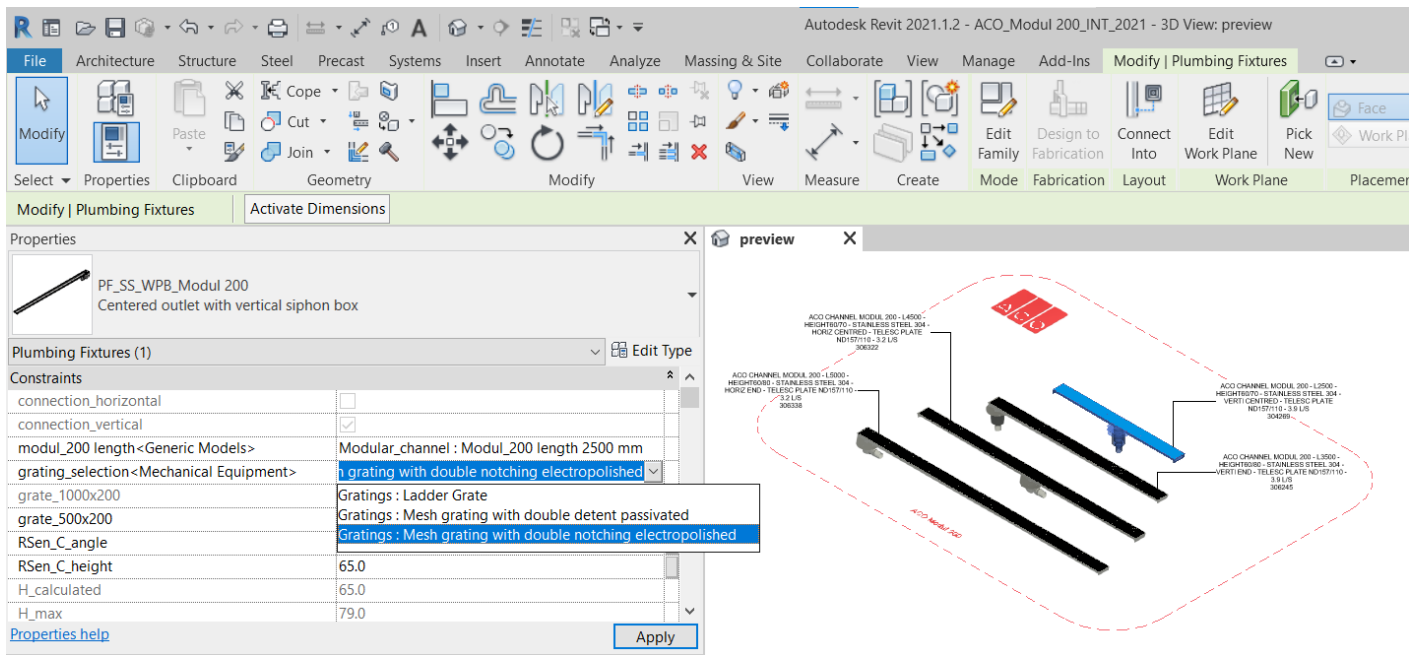 Autodesk Revit 2021.1.2 - ACO_Modul 200_INT_2021 - 3D View: preview
File Architecture Structure Steel Precast Systems Insert Annotate Analyze Massing & Site Collaborate View Manage Add-Ins Modify | Plumbing Fixtures
Modify
Paste
Cope
Cut
Join
Edit Family
Design to Fabrication
Connect Into
Edit Work Plane
Pick New
Face
Work Pl
Select Properties Clipboard Geometry Modify View Measure Create Mode Fabrication Layout Work Plane Placemen
Modify | Plumbing Fixtures Activate Dimensions
Properties
PF_SS_WPB_Modul 200
Centered outlet with vertical siphon box
Plumbing Fixtures (1) Edit Type
Constraints
connection_horizontal
connection_vertical
modul_200 length<Generic Models> Modular_channel : Modul_200 length 2500 mm
grating_selection<Mechanical Equipment> grating with double notching electropolished
grate_1000x200 Gratings : Ladder Grate
grate_500x200 Gratings : Mesh grating with double detent passivated
RSen_C_angle Gratings : Mesh grating with double notching electropolished
RSen_C_height 65.0
H_calculated 65.0
H_max 79.0
Properties help Apply
preview
ACO
ACO CHANNEL MODUL 200 - L4500 -
HEIGHT60/70 - STAINLESS STEEL 304 -
HORIZ CENTRED - TELESC PLATE
ND157/110 - 3.2 L/S
306322
ACO CHANNEL MODUL 200 - L5000 -
HEIGHT60/80 - STAINLESS STEEL 304 -
HORIZ END - TELESC PLATE ND157/110 -
3.2 L/S
306338
ACO CHANNEL MODUL 200 - L2500 -
HEIGHT60/70 - STAINLESS STEEL 304 -
VERTI CENTRED - TELESC PLATE
ND157/110 - 3.9 L/S
304269
ACO CHANNEL MODUL 200 - L3500 -
HEIGHT60/80 - STAINLESS STEEL 304 -
VERTI END - TELESC PLATE ND157/110 -
3.9 L/S
306245
ACO Modul 200